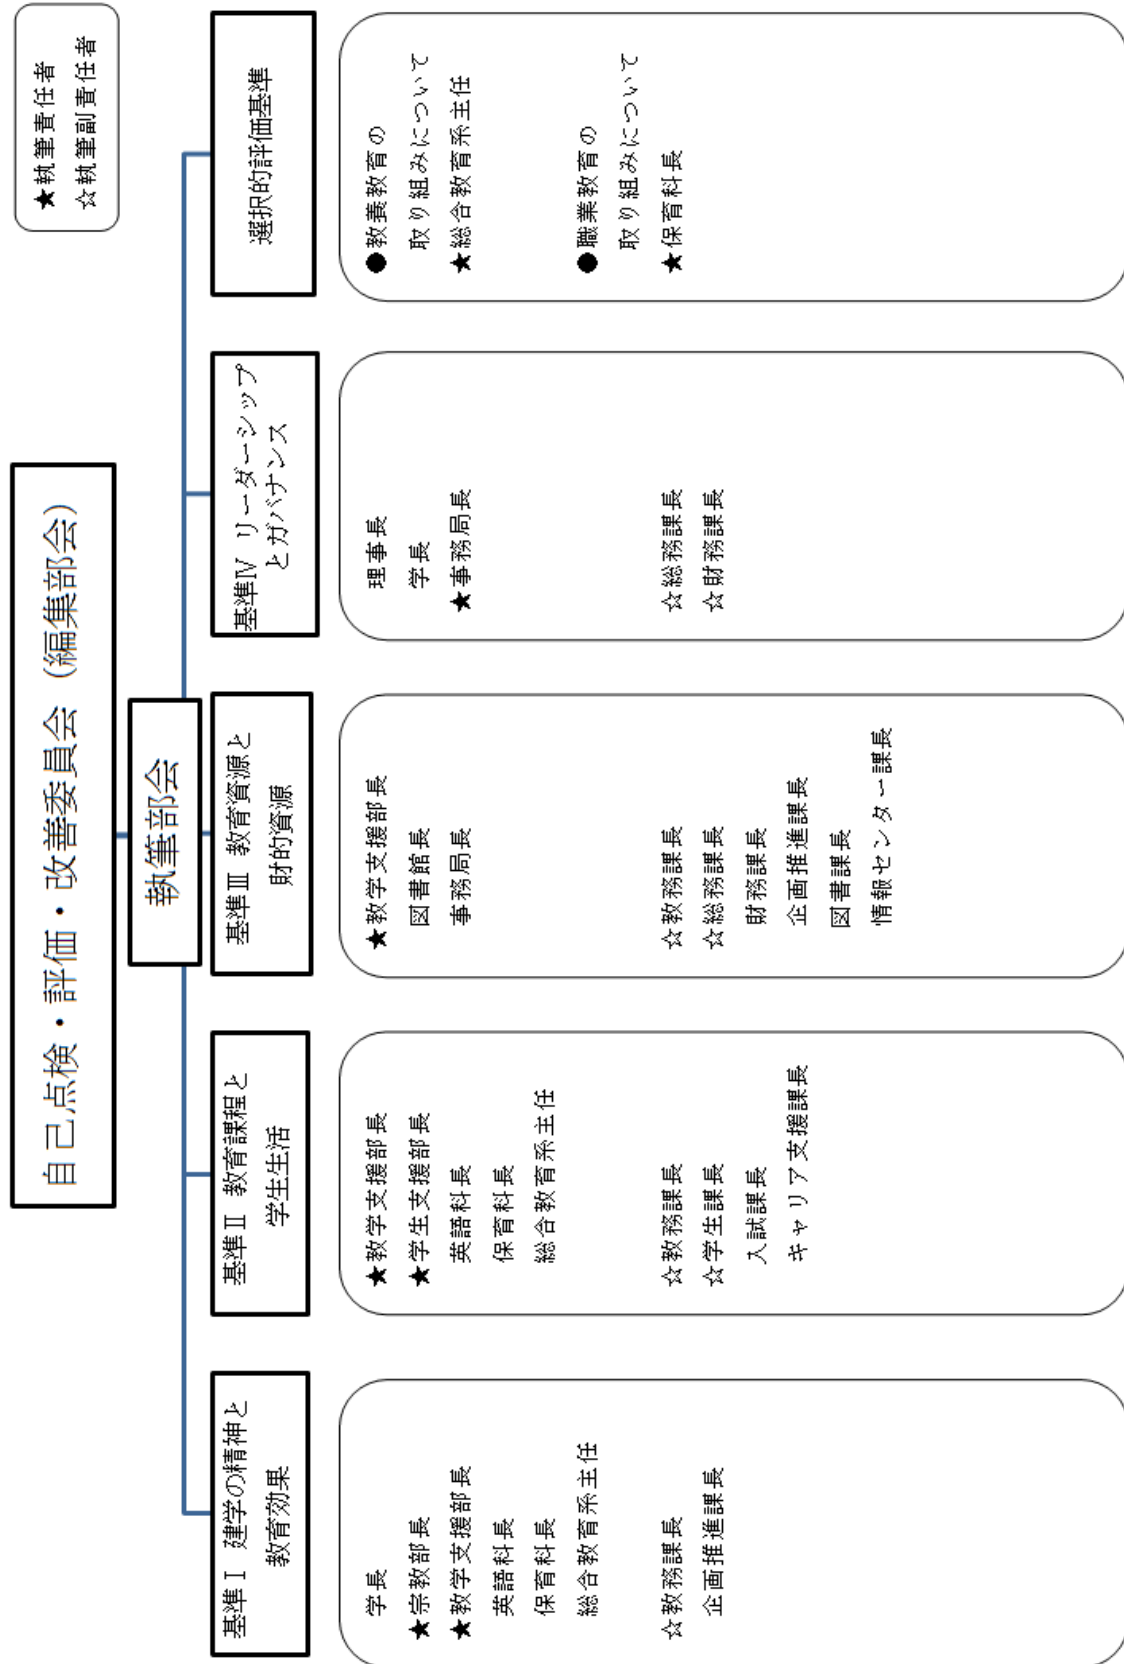 ★執筆責任者
☆執筆副責任者
自己点検・評価・改善委員会（編集部会）
執筆部会
基準Ⅰ 建学の精神と
教育効果
学長
★宗教部長
★教学支援部長
英語科長
保育科長
総合教育系主任
☆教務課長
企画推進課長
基準Ⅱ 教育課程と
学生生活
★教学支援部長
★学生支援部長
英語科長
保育科長
総合教育系主任
☆教務課長
☆学生課長
入試課長
キャリア支援課長
基準Ⅲ 教育資源と
財的資源
★教学支援部長
図書館長
事務局長
☆教務課長
☆総務課長
財務課長
企画推進課長
図書課長
情報センター課長
基準Ⅳ リーダーシップ
とガバナンス
理事長
学長
★事務局長
☆総務課長
☆財務課長
選択的評価基準
●教養教育の
取り組みについて
★総合教育系主任
●職業教育の
取り組みについて
★保育科長